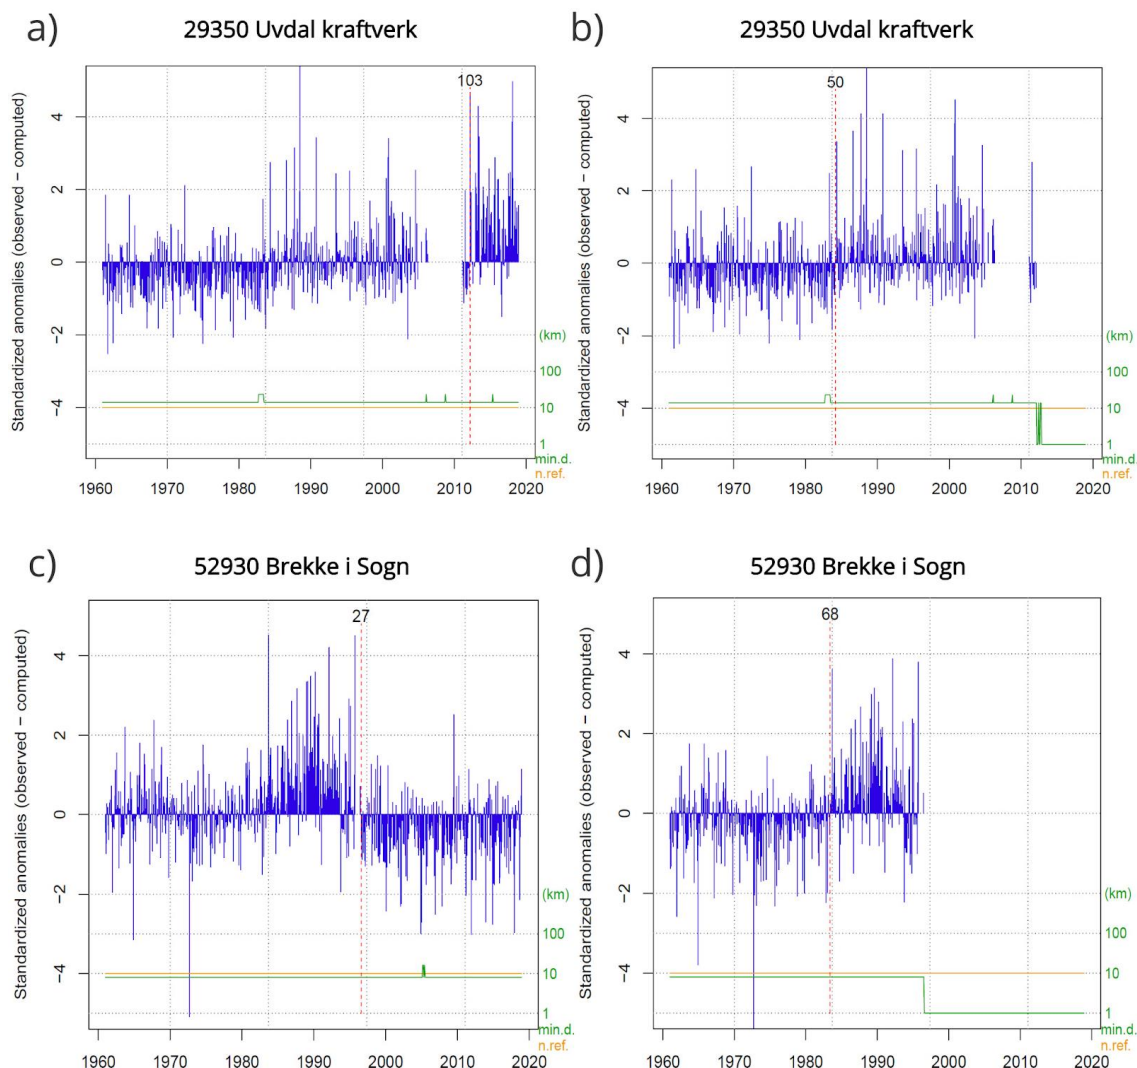 a)
29350 Uvdal kraftverk
103
Standardized anomalies (observed − computed)
4
2
0
−2
−4
(km)
100
10
1
min.d.
n.ref.
1960 1970 1980 1990 2000 2010 2020
b)
29350 Uvdal kraftverk
50
Standardized anomalies (observed − computed)
4
2
0
−2
−4
(km)
100
10
1
min.d.
n.ref.
1960 1970 1980 1990 2000 2010 2020
c)
52930 Brekke i Sogn
27
Standardized anomalies (observed − computed)
4
2
0
−2
−4
(km)
100
10
1
min.d.
n.ref.
1960 1970 1980 1990 2000 2010 2020
d)
52930 Brekke i Sogn
68
Standardized anomalies (observed − computed)
4
2
0
−2
−4
(km)
100
10
1
min.d.
n.ref.
1960 1970 1980 1990 2000 2010 2020